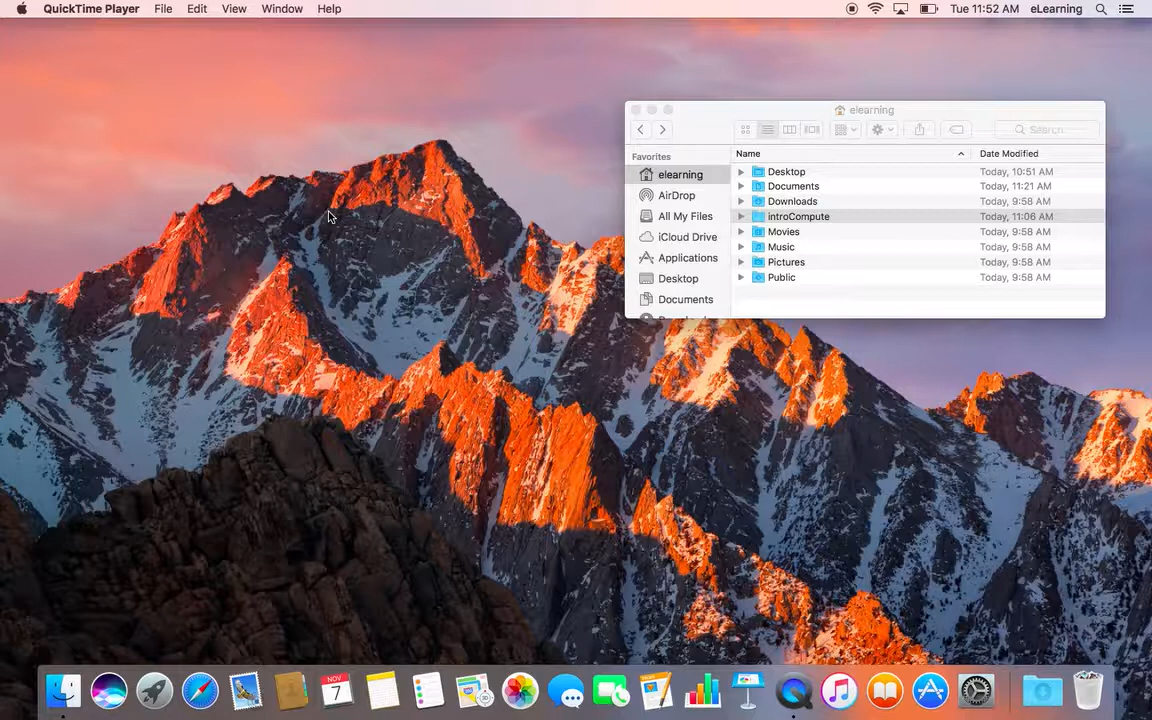 QuickTime Player File Edit View Window Help Tue 11:52 AM eLearning
elearning
Search
Favorites
Name Date Modified
elearning
Desktop Today, 10:51 AM
Documents Today, 11:21 AM
AirDrop
Downloads Today, 9:58 AM
All My Files
introCompute Today, 11:06 AM
Movies Today, 9:58 AM
iCloud Drive
Music Today, 9:58 AM
Applications
Pictures Today, 9:58 AM
Desktop
Public Today, 9:58 AM
Documents
NOV
7